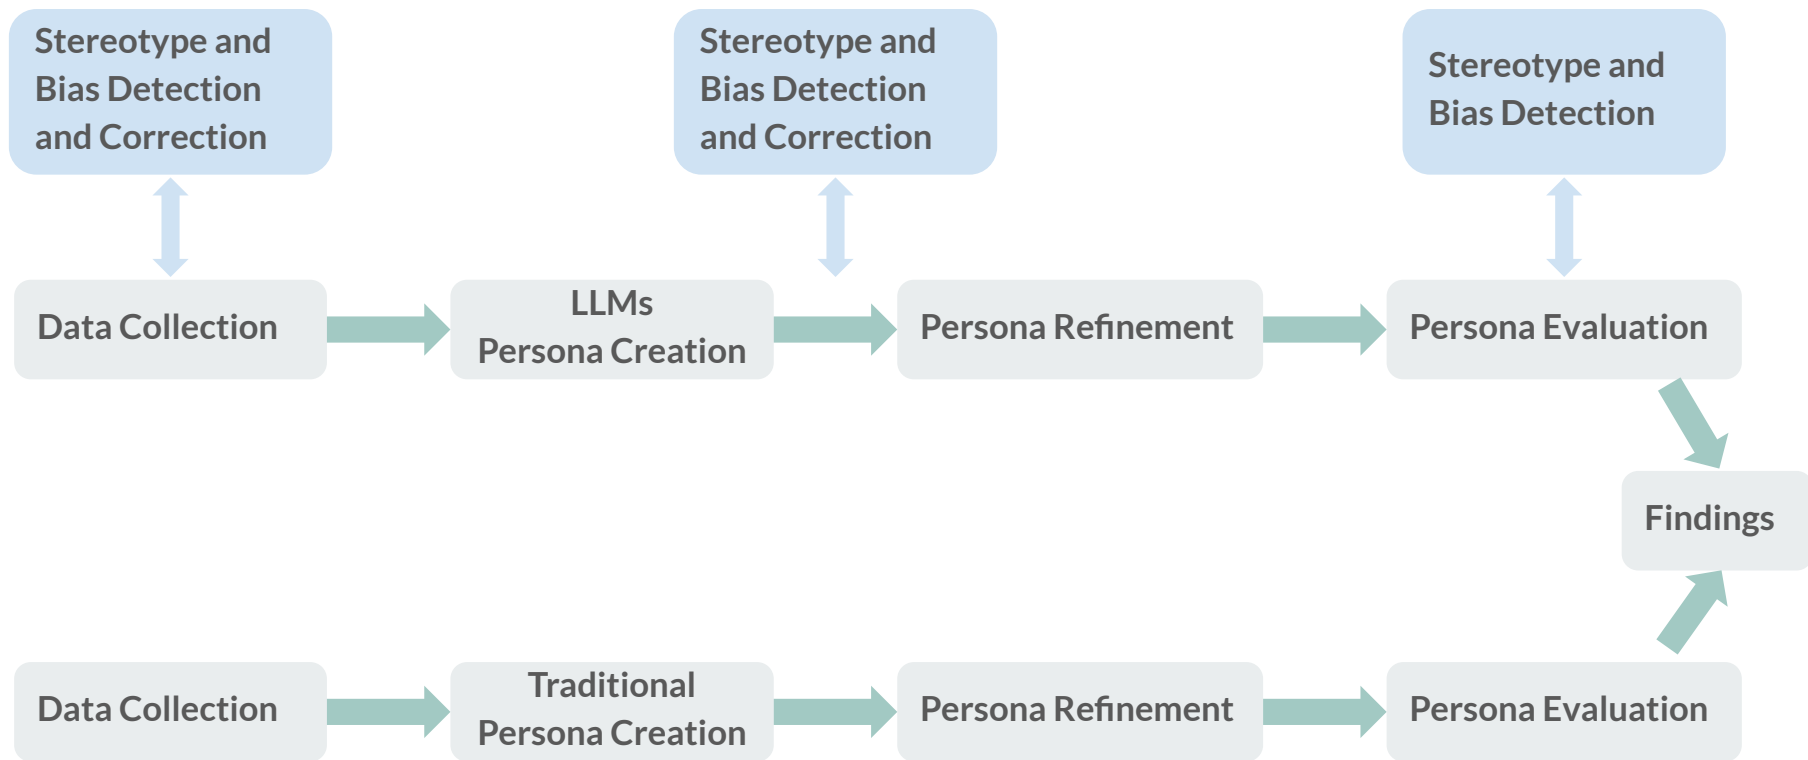 Stereotype and
Bias Detection
and Correction
Stereotype and
Bias Detection
and Correction
Stereotype and
Bias Detection
Data Collection
LLMs
Persona Creation
Persona Refinement
Persona Evaluation
Findings
Data Collection
Traditional
Persona Creation
Persona Refinement
Persona Evaluation